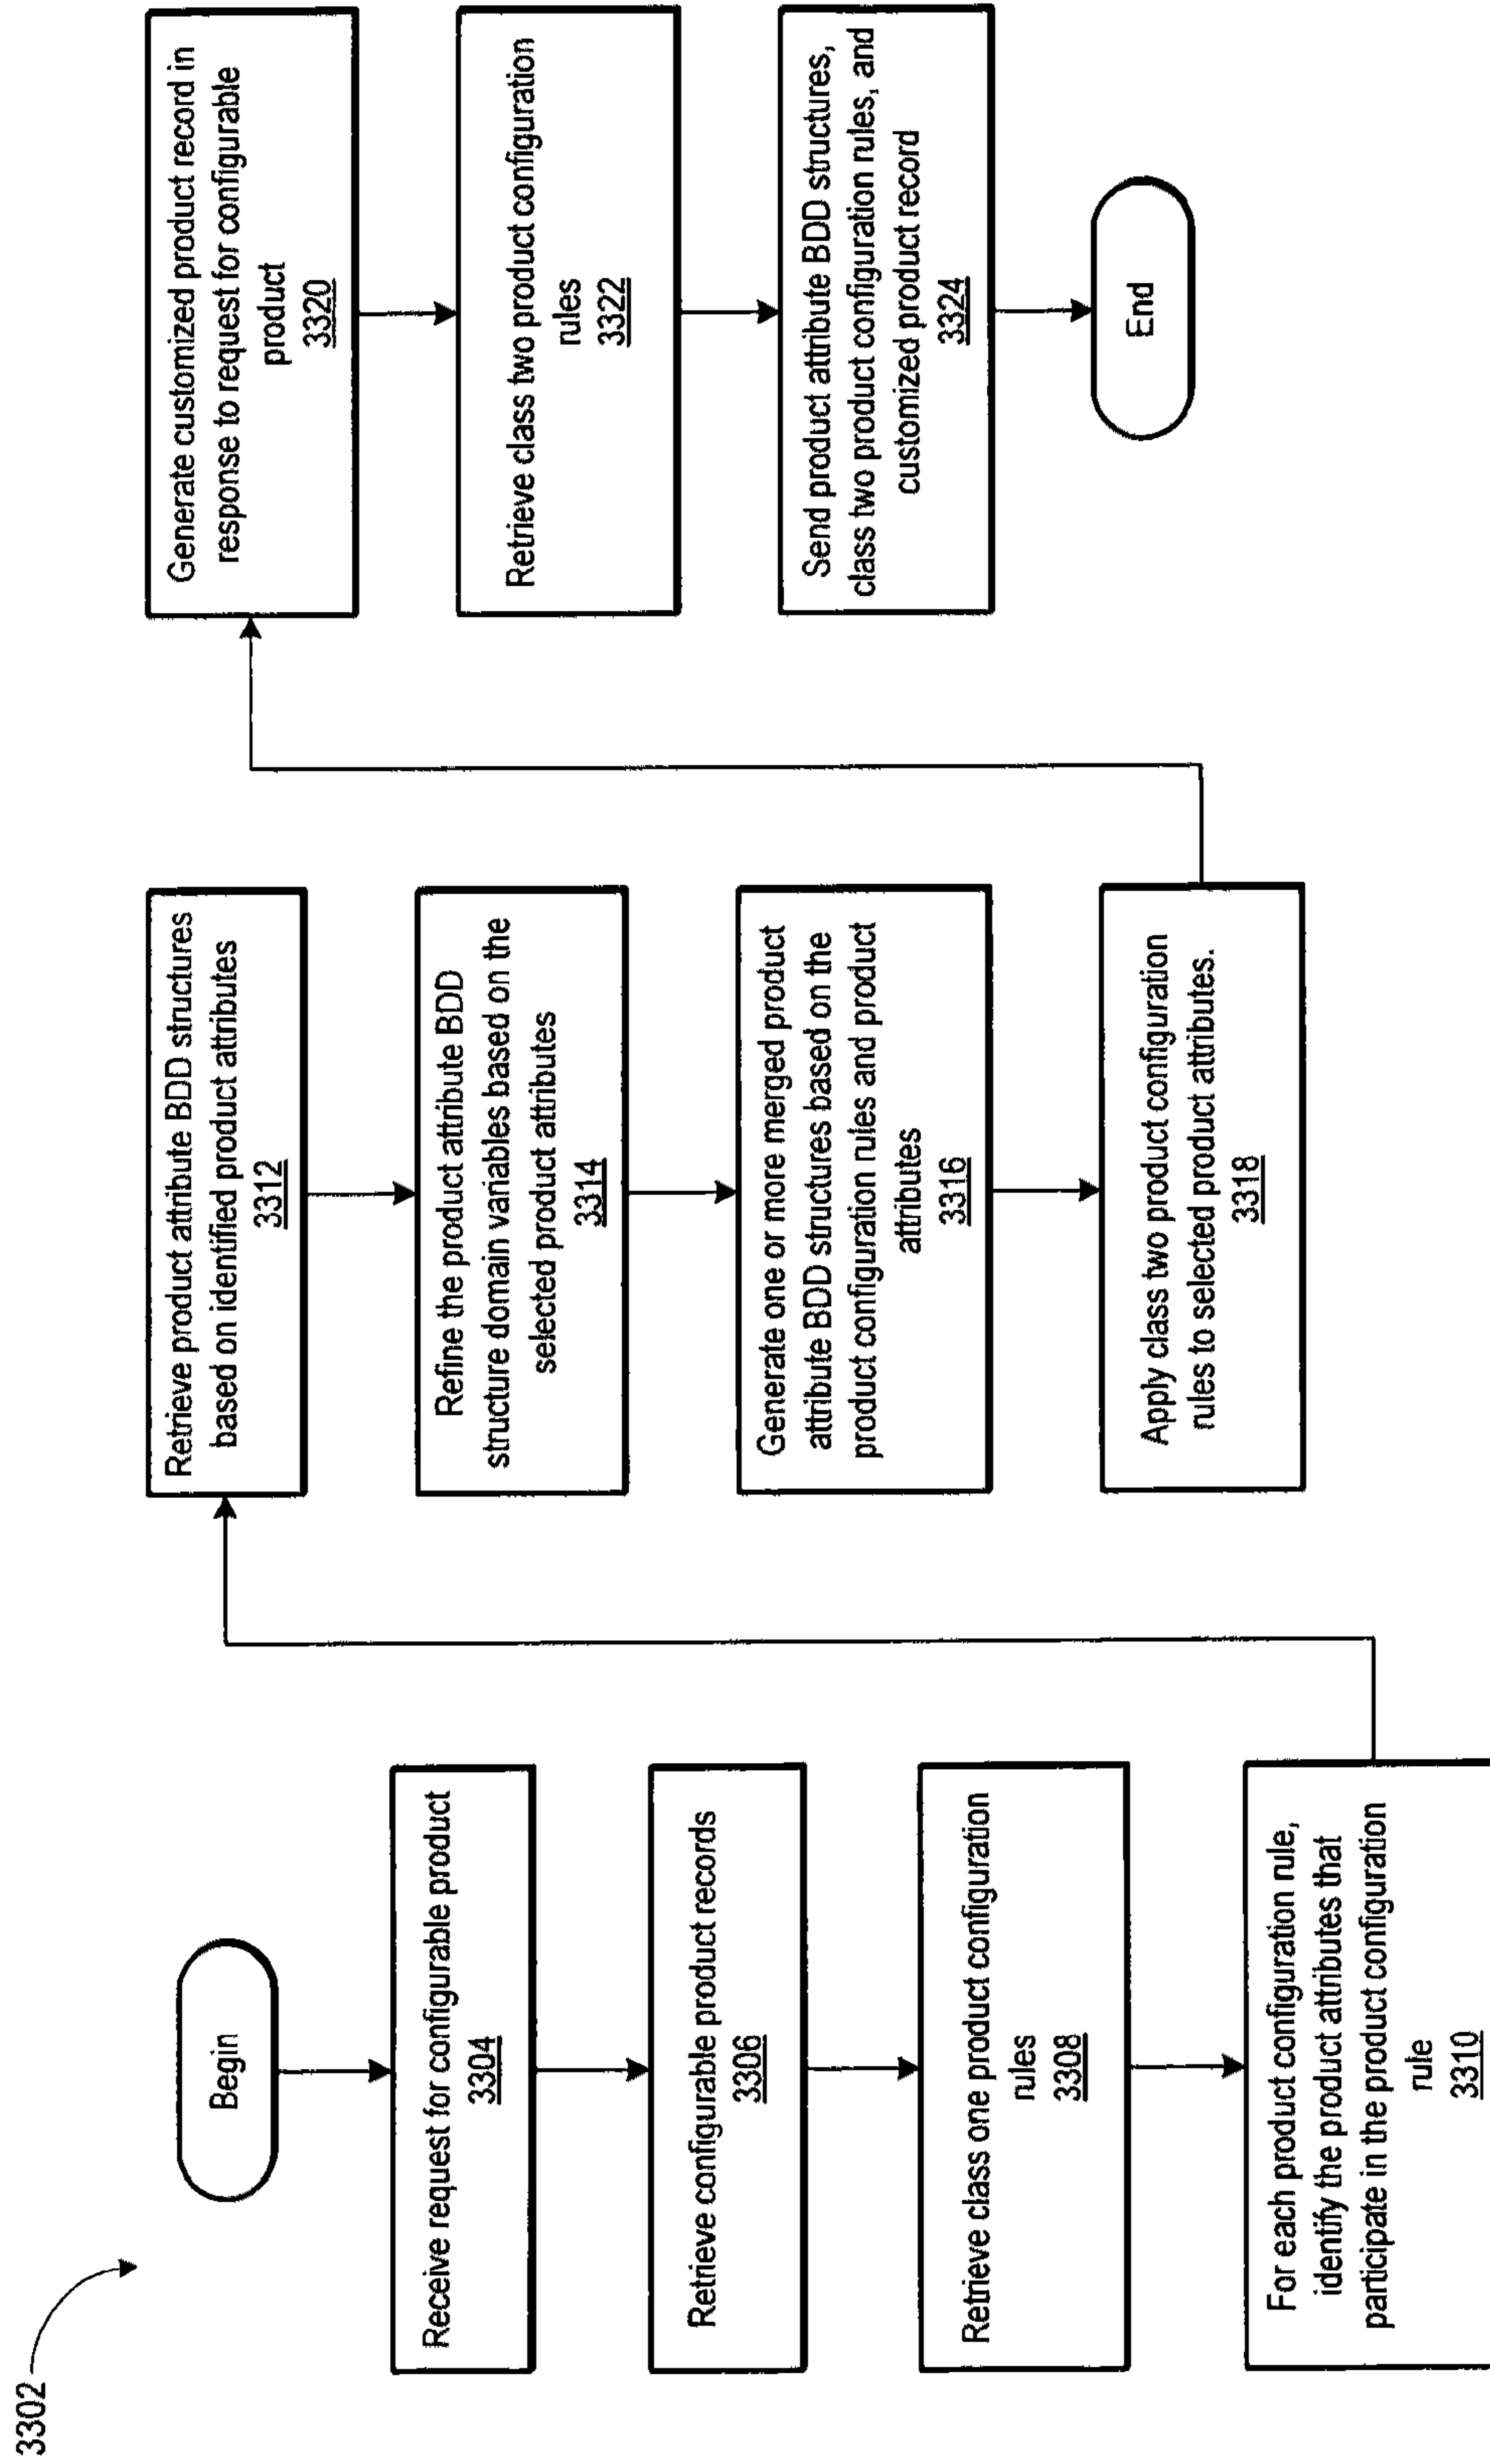 3302
Begin
Receive request for configurable product
3304
Retrieve configurable product records
3306
Retrieve class one product configuration
rules
3308
For each product configuration rule,
identify the product attributes that
participate in the product configuration
rule
3310
Retrieve product attribute BDD structures
based on identified product attributes
3312
Refine the product attribute BDD
structure domain variables based on the
selected product attributes
3314
Generate one or more merged product
attribute BDD structures based on the
product configuration rules and product
attributes
3316
Apply class two product configuration
rules to selected product attributes.
3318
Generate customized product record in
response to request for configurable
product
3320
Retrieve class two product configuration
rules
3322
Send product attribute BDD structures,
class two product configuration rules, and
customized product record
3324
End